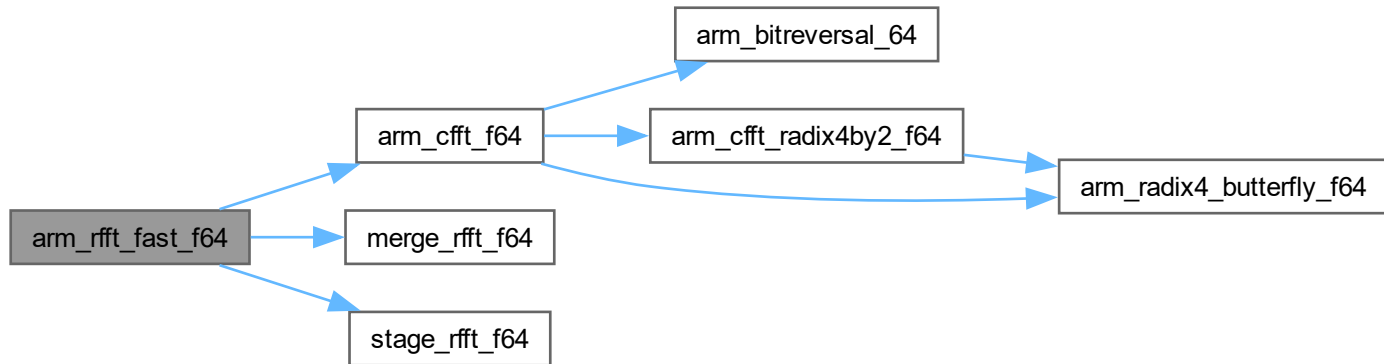 arm_bitreversal_64
arm_cfft_f64
arm_cfft_radix4by2_f64
arm_radix4_butterfly_f64
arm_rfft_fast_f64
merge_rfft_f64
stage_rfft_f64